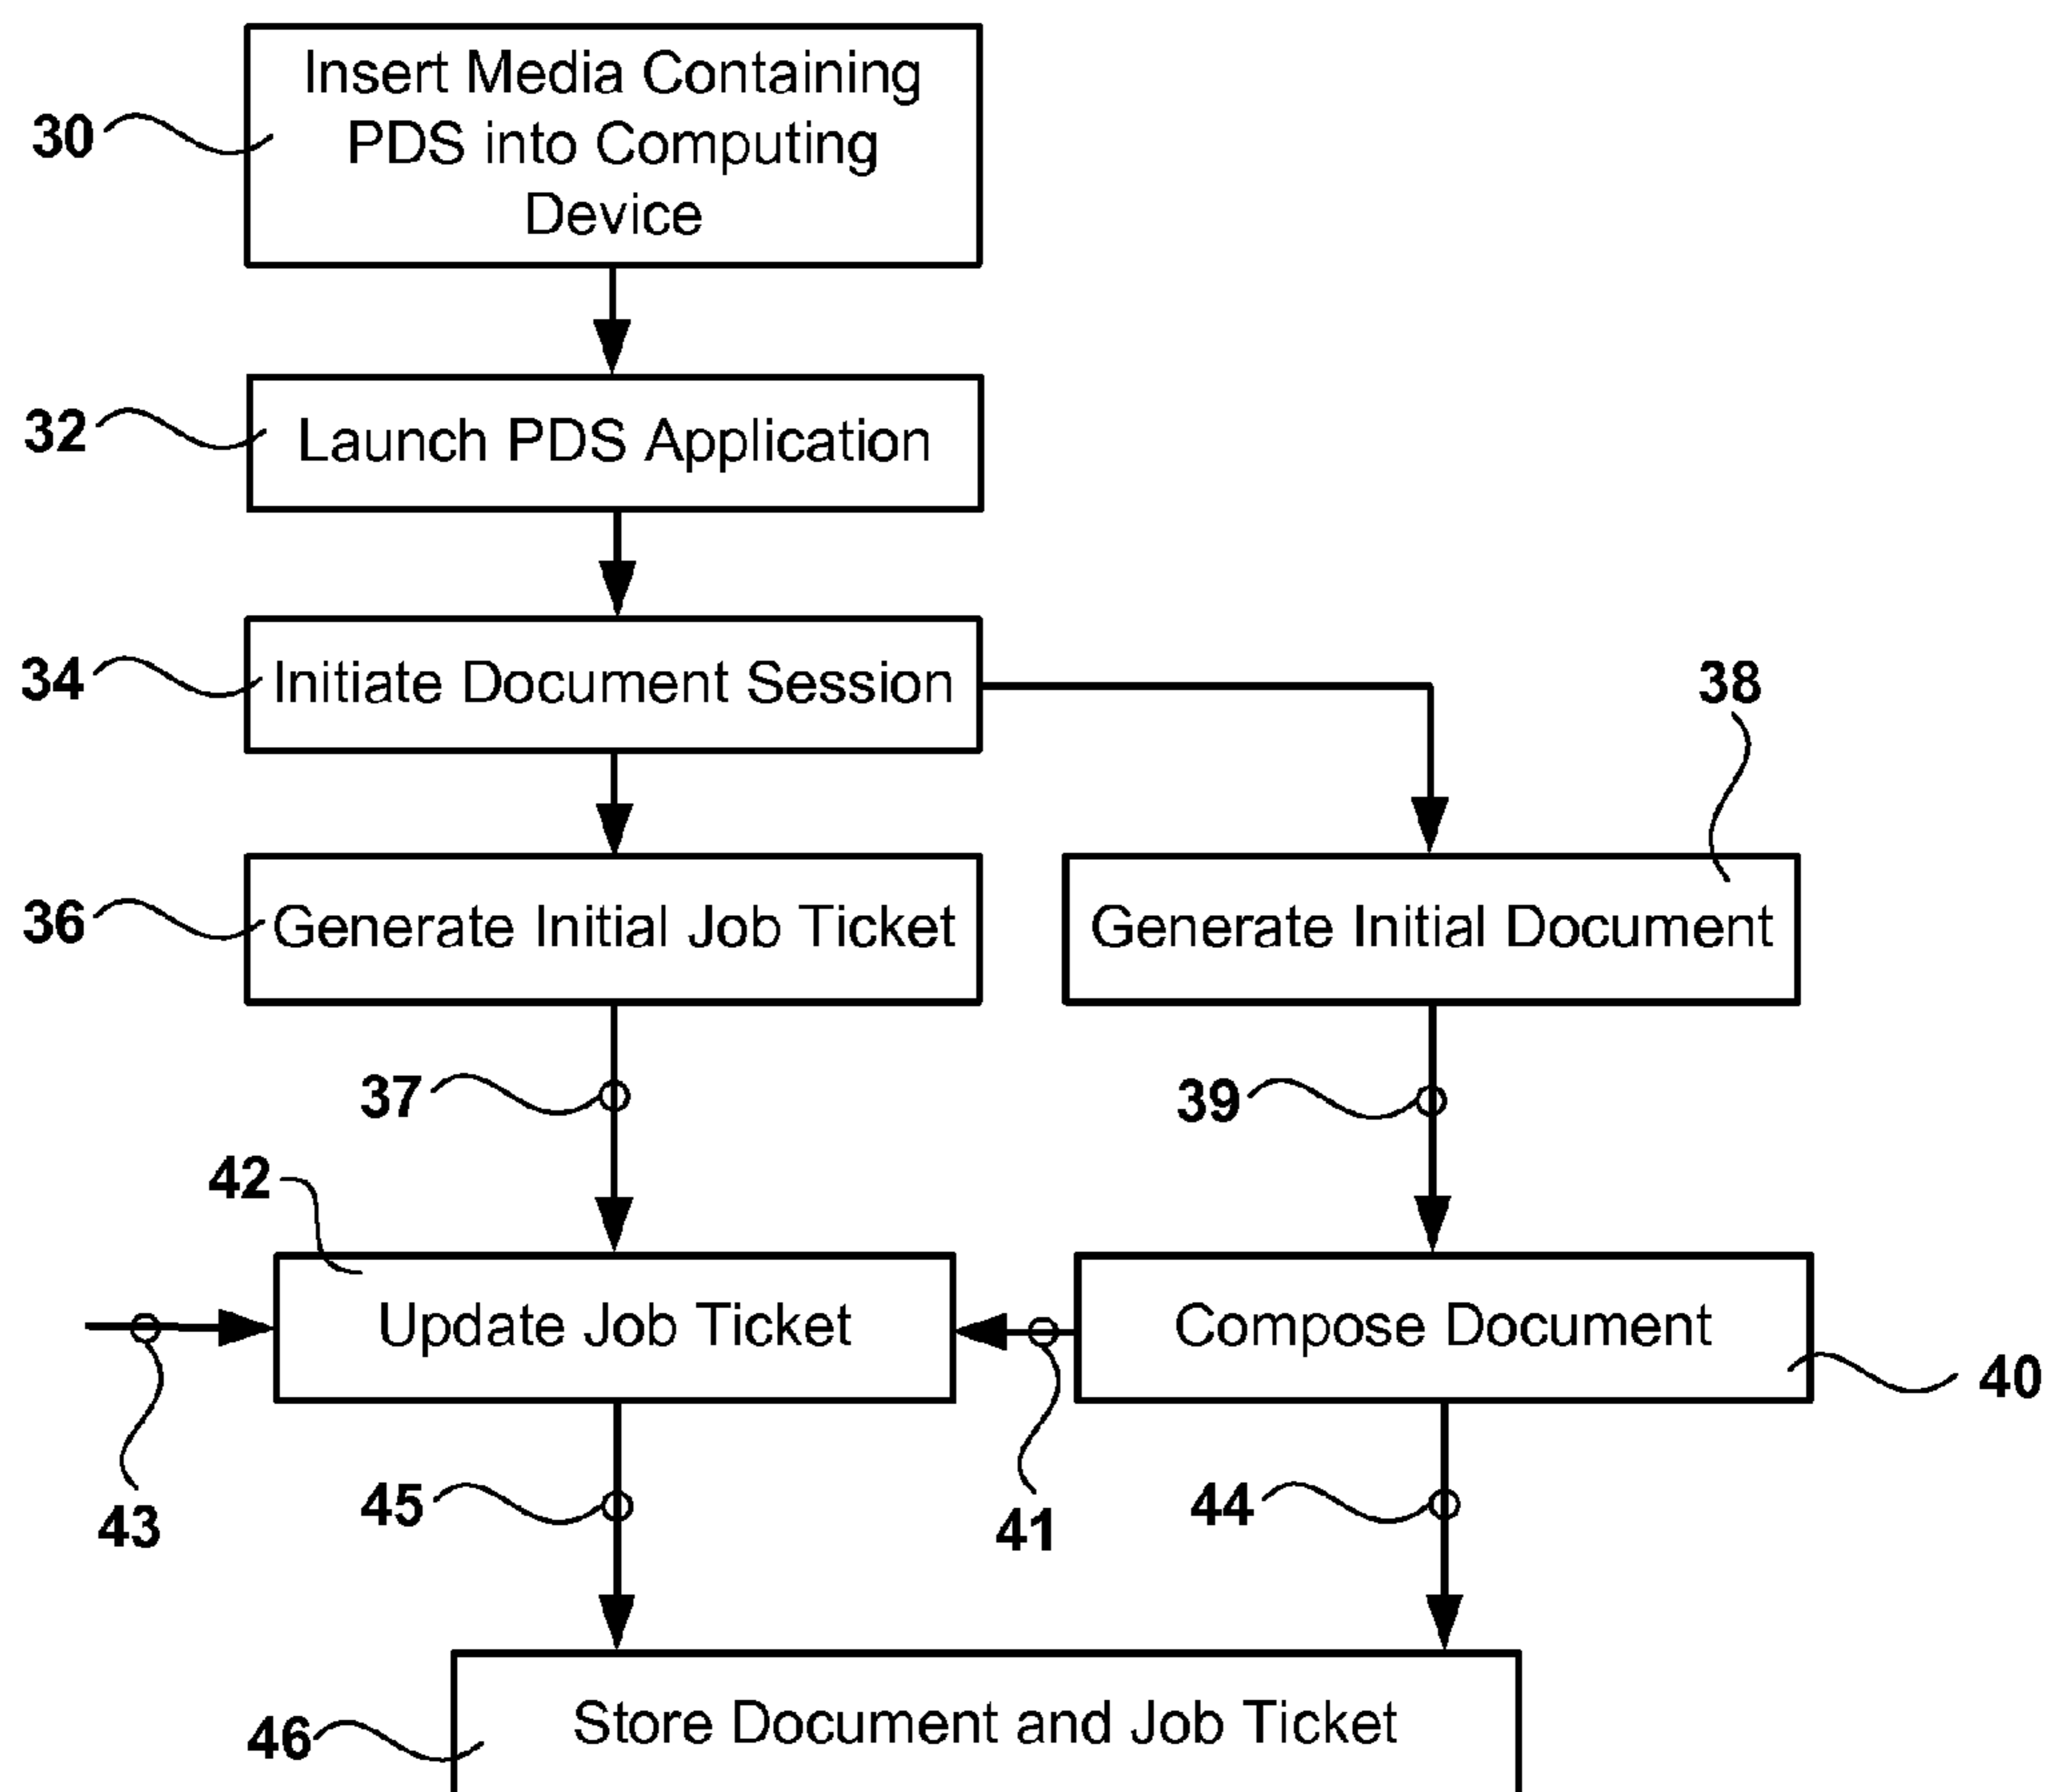 Insert Media Containing
PDS into Computing
Device
30
32
Launch PDS Application
34
Initiate Document Session
38
36
Generate Initial Job Ticket
Generate Initial Document
37
39
42
Update Job Ticket
Compose Document
40
45
44
43
41
46
Store Document and Job Ticket